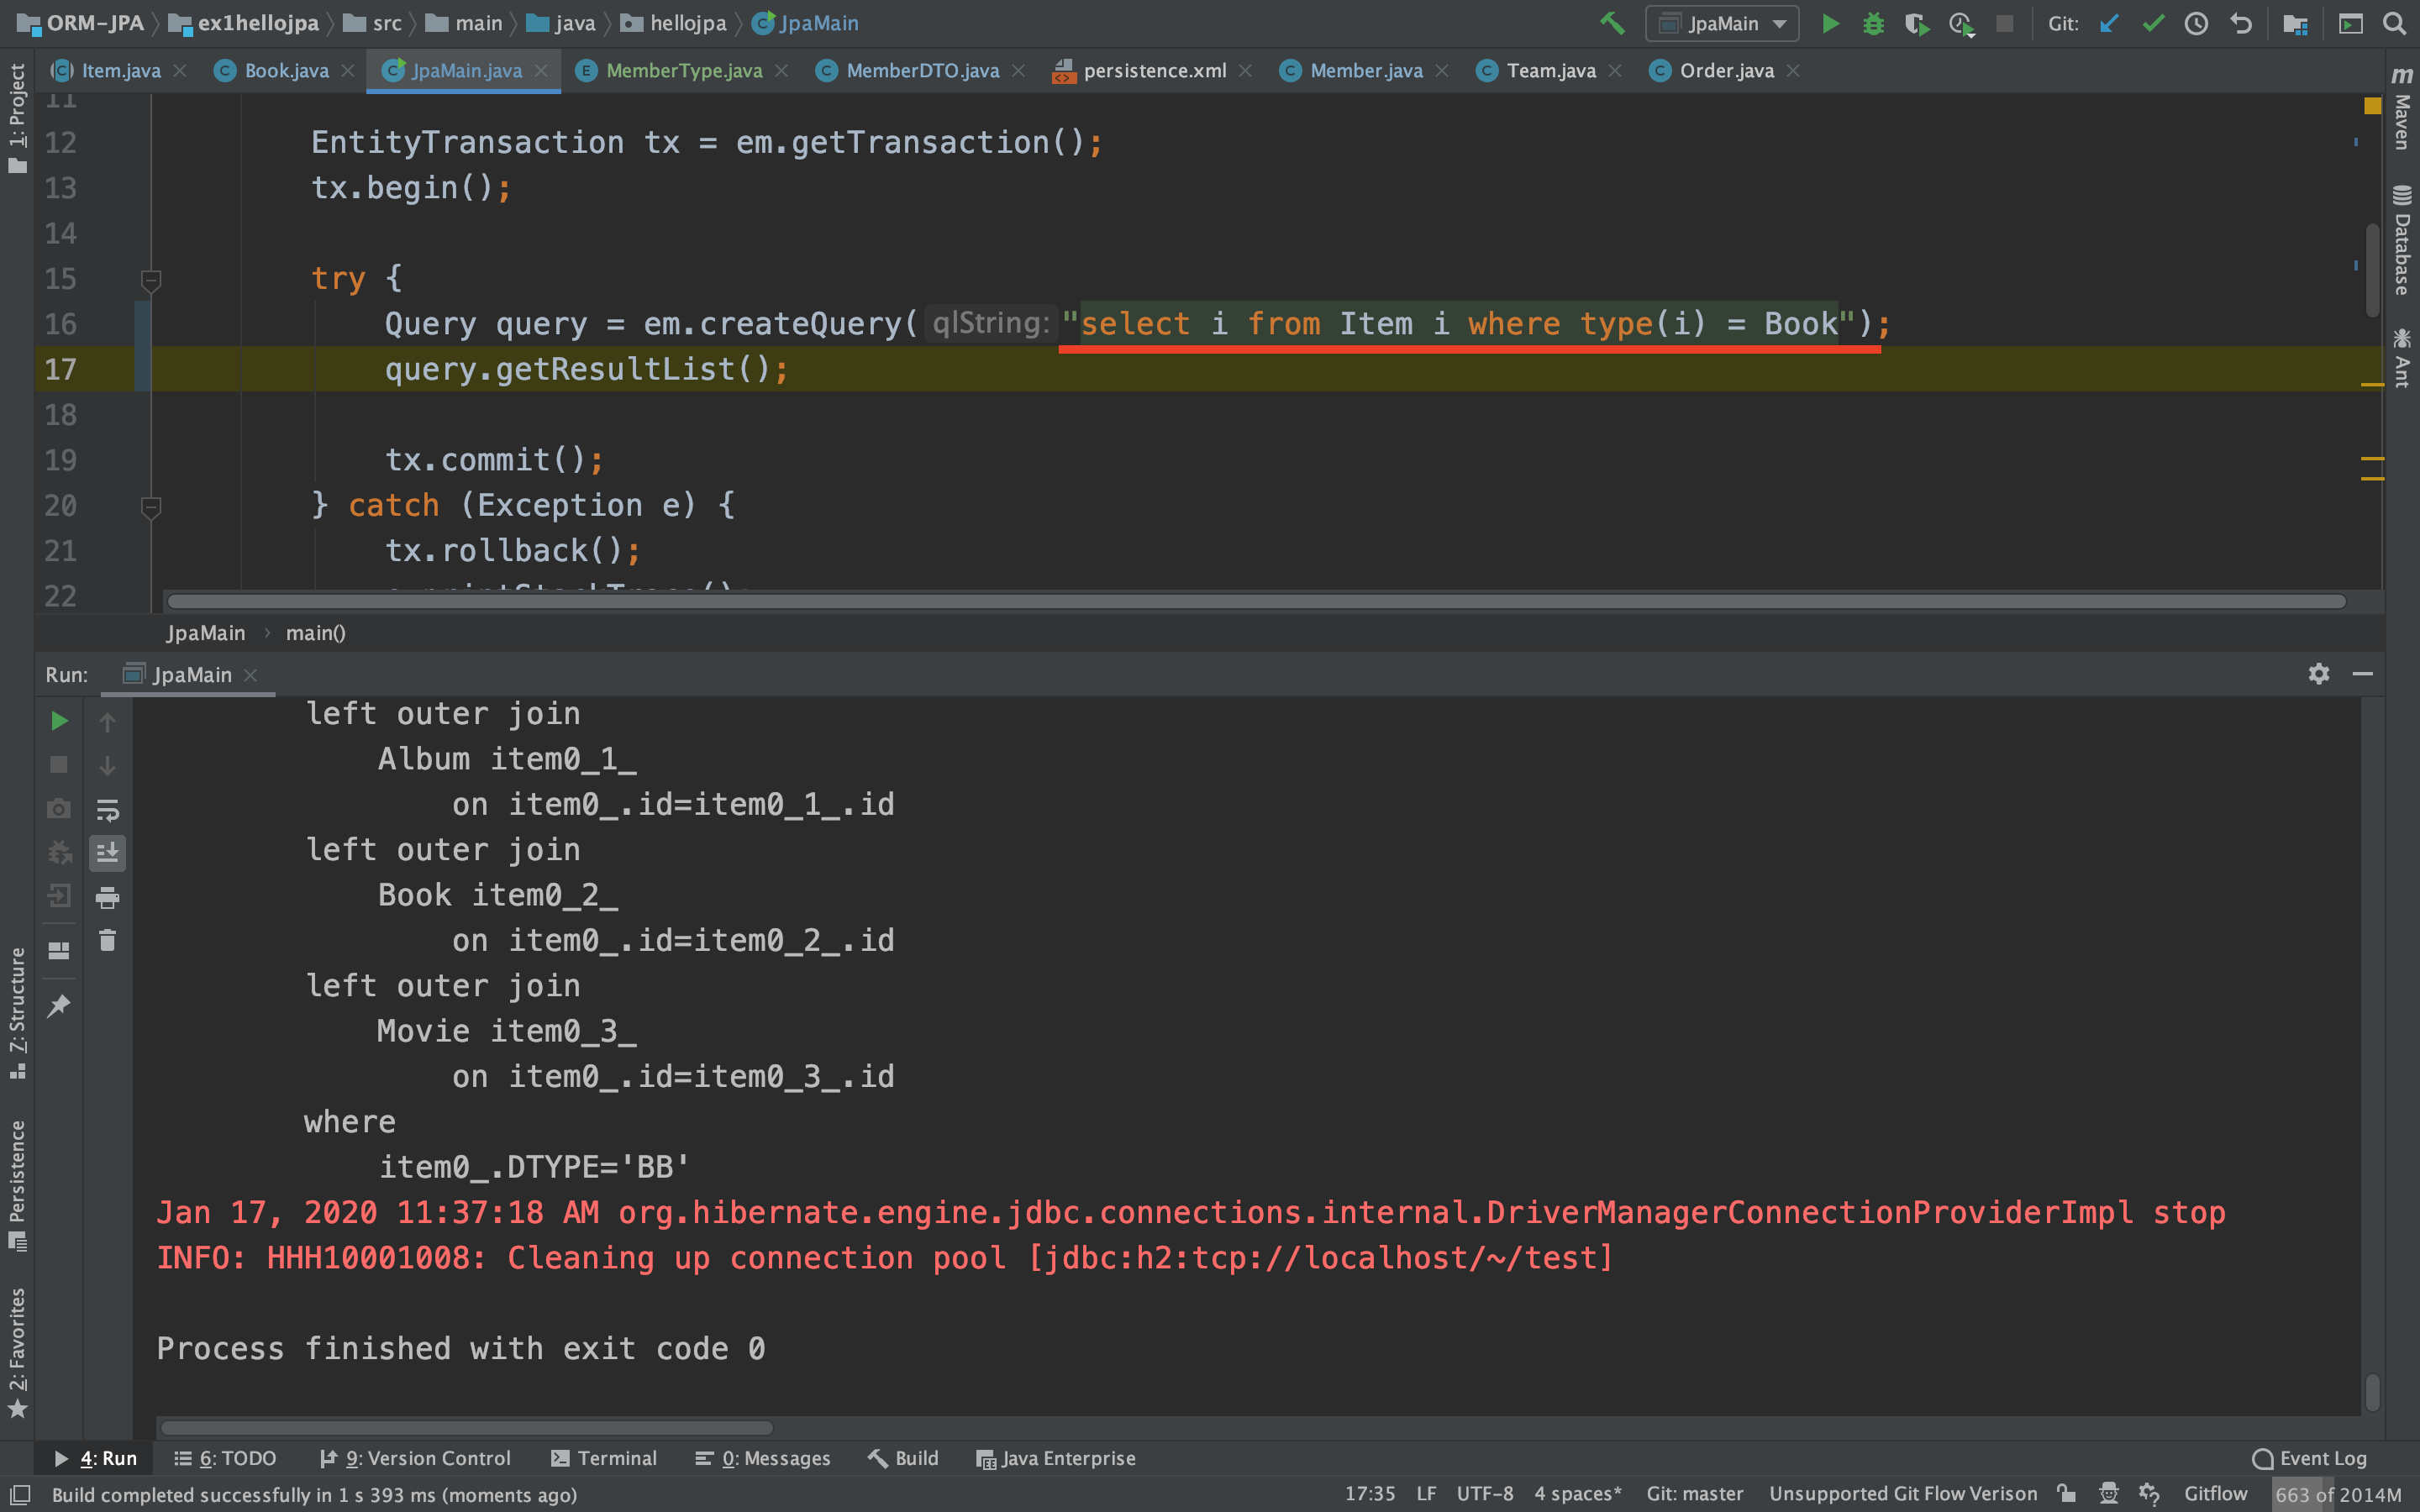 ORM-JPA ex1hellojpa src main java hellojpa JpaMain JpaMain Git:
Item.java Book.java JpaMain.java MemberType.java MemberDTO.java persistence.xml Member.java Team.java Order.java
1: Project
7: Structure
Persistence
2: Favorites
m Maven
Database
Ant
11
12 EntityTransaction tx = em.getTransaction();
13 tx.begin();
14
15 try {
16 Query query = em.createQuery( qlString: "select i from Item i where type(i) = Book");
17 query.getResultList();
18
19 tx.commit();
20 } catch (Exception e) {
21 tx.rollback();
22
JpaMain main()
Run: JpaMain
left outer join
Album item0_1_
on item0_.id=item0_1_.id
left outer join
Book item0_2_
on item0_.id=item0_2_.id
left outer join
Movie item0_3_
on item0_.id=item0_3_.id
where
item0_.DTYPE='BB'
Jan 17, 2020 11:37:18 AM org.hibernate.engine.jdbc.connections.internal.DriverManagerConnectionProviderImpl stop
INFO: HHH10001008: Cleaning up connection pool [jdbc:h2:tcp://localhost/~/test]
Process finished with exit code 0
4: Run 6: TODO 9: Version Control Terminal 0: Messages Build Java Enterprise Event Log
Build completed successfully in 1 s 393 ms (moments ago) 17:35 LF UTF-8 4 spaces* Git: master Unsupported Git Flow Verison Gitflow 663 of 2014M